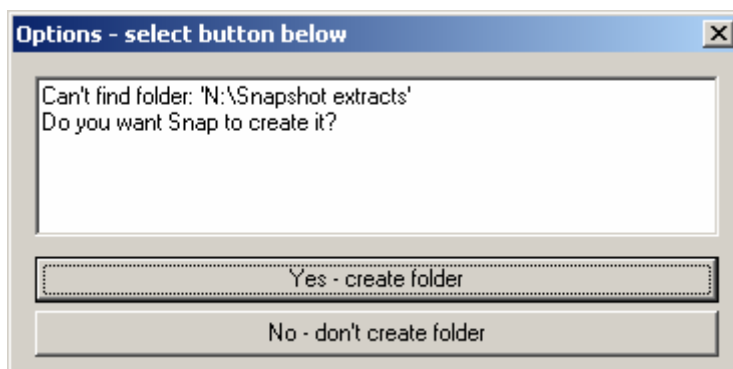 Options - select button below
Can't find folder: 'N:\Snapshot extracts'
Do you want Snap to create it?
Yes - create folder
No - don't create folder